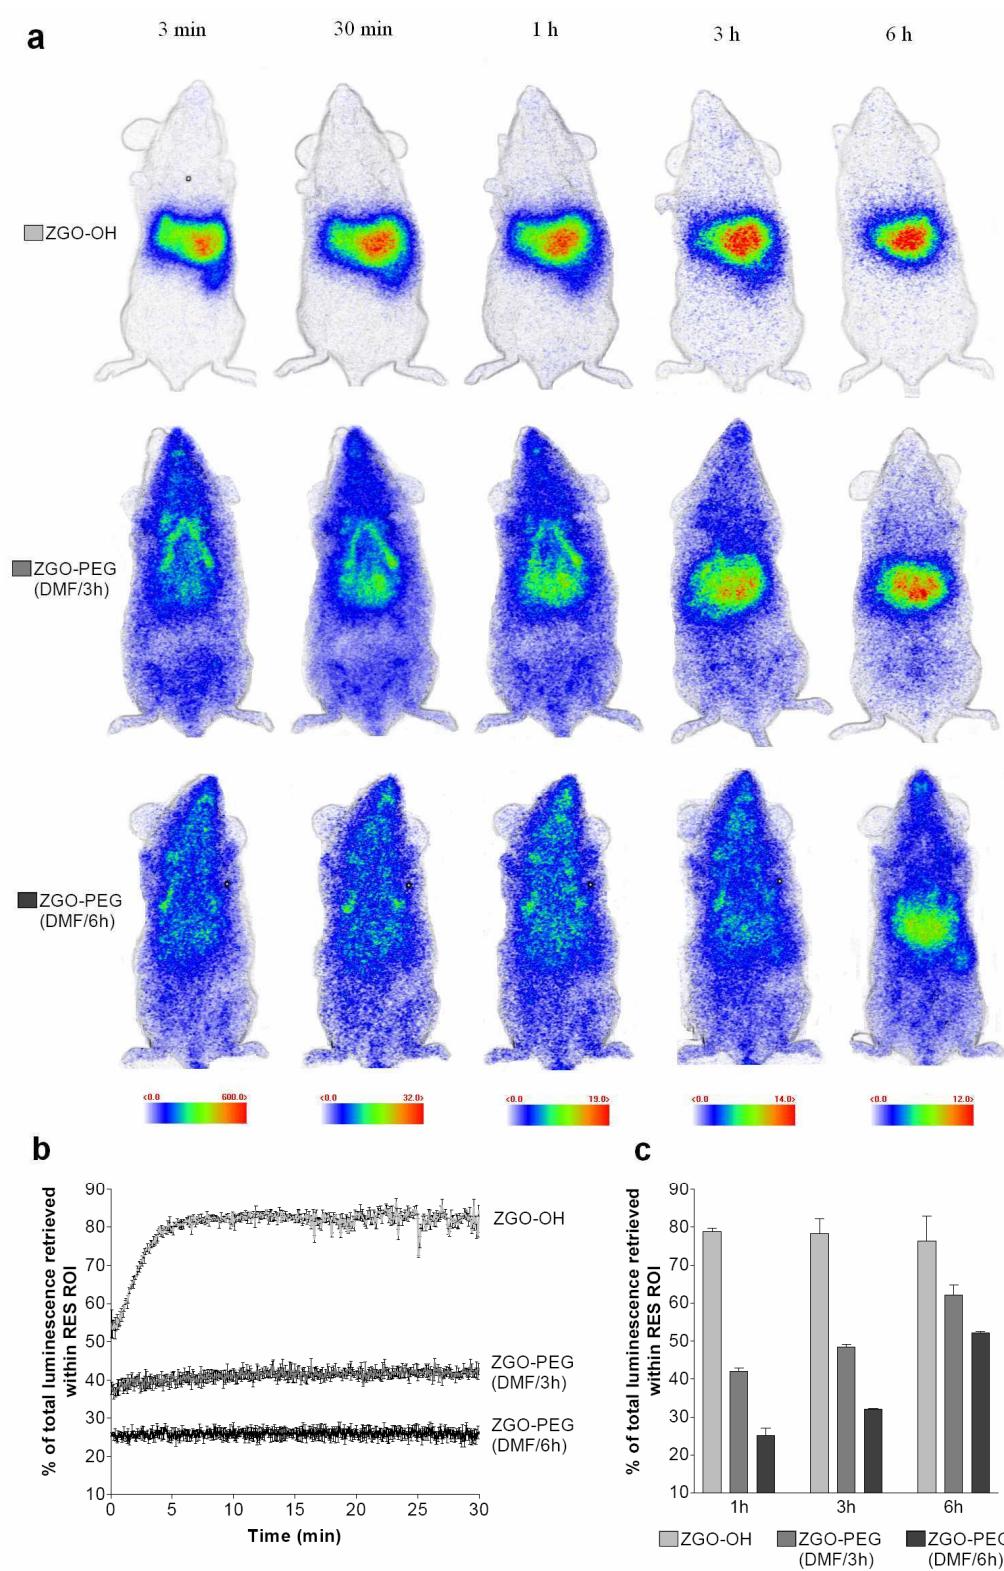 a
3 min 30 min 1 h 3 h 6 h
ZGO-OH
ZGO-PEG
(DMF/3h)
ZGO-PEG
(DMF/6h)
<0.0 600.0> <0.0 32.0> <0.0 19.0> <0.0 14.0> <0.0 12.0>
b
% of total luminescence retrieved
within RES ROI
90
80
70
60
50
40
30
20
10
0 5 10 15 20 25 30
Time (min)
ZGO-OH
ZGO-PEG
(DMF/3h)
ZGO-PEG
(DMF/6h)
c
% of total luminescence retrieved
within RES ROI
90
80
70
60
50
40
30
20
10
1h 3h 6h
ZGO-OH ZGO-PEG ZGO-PEG
(DMF/3h) (DMF/6h)